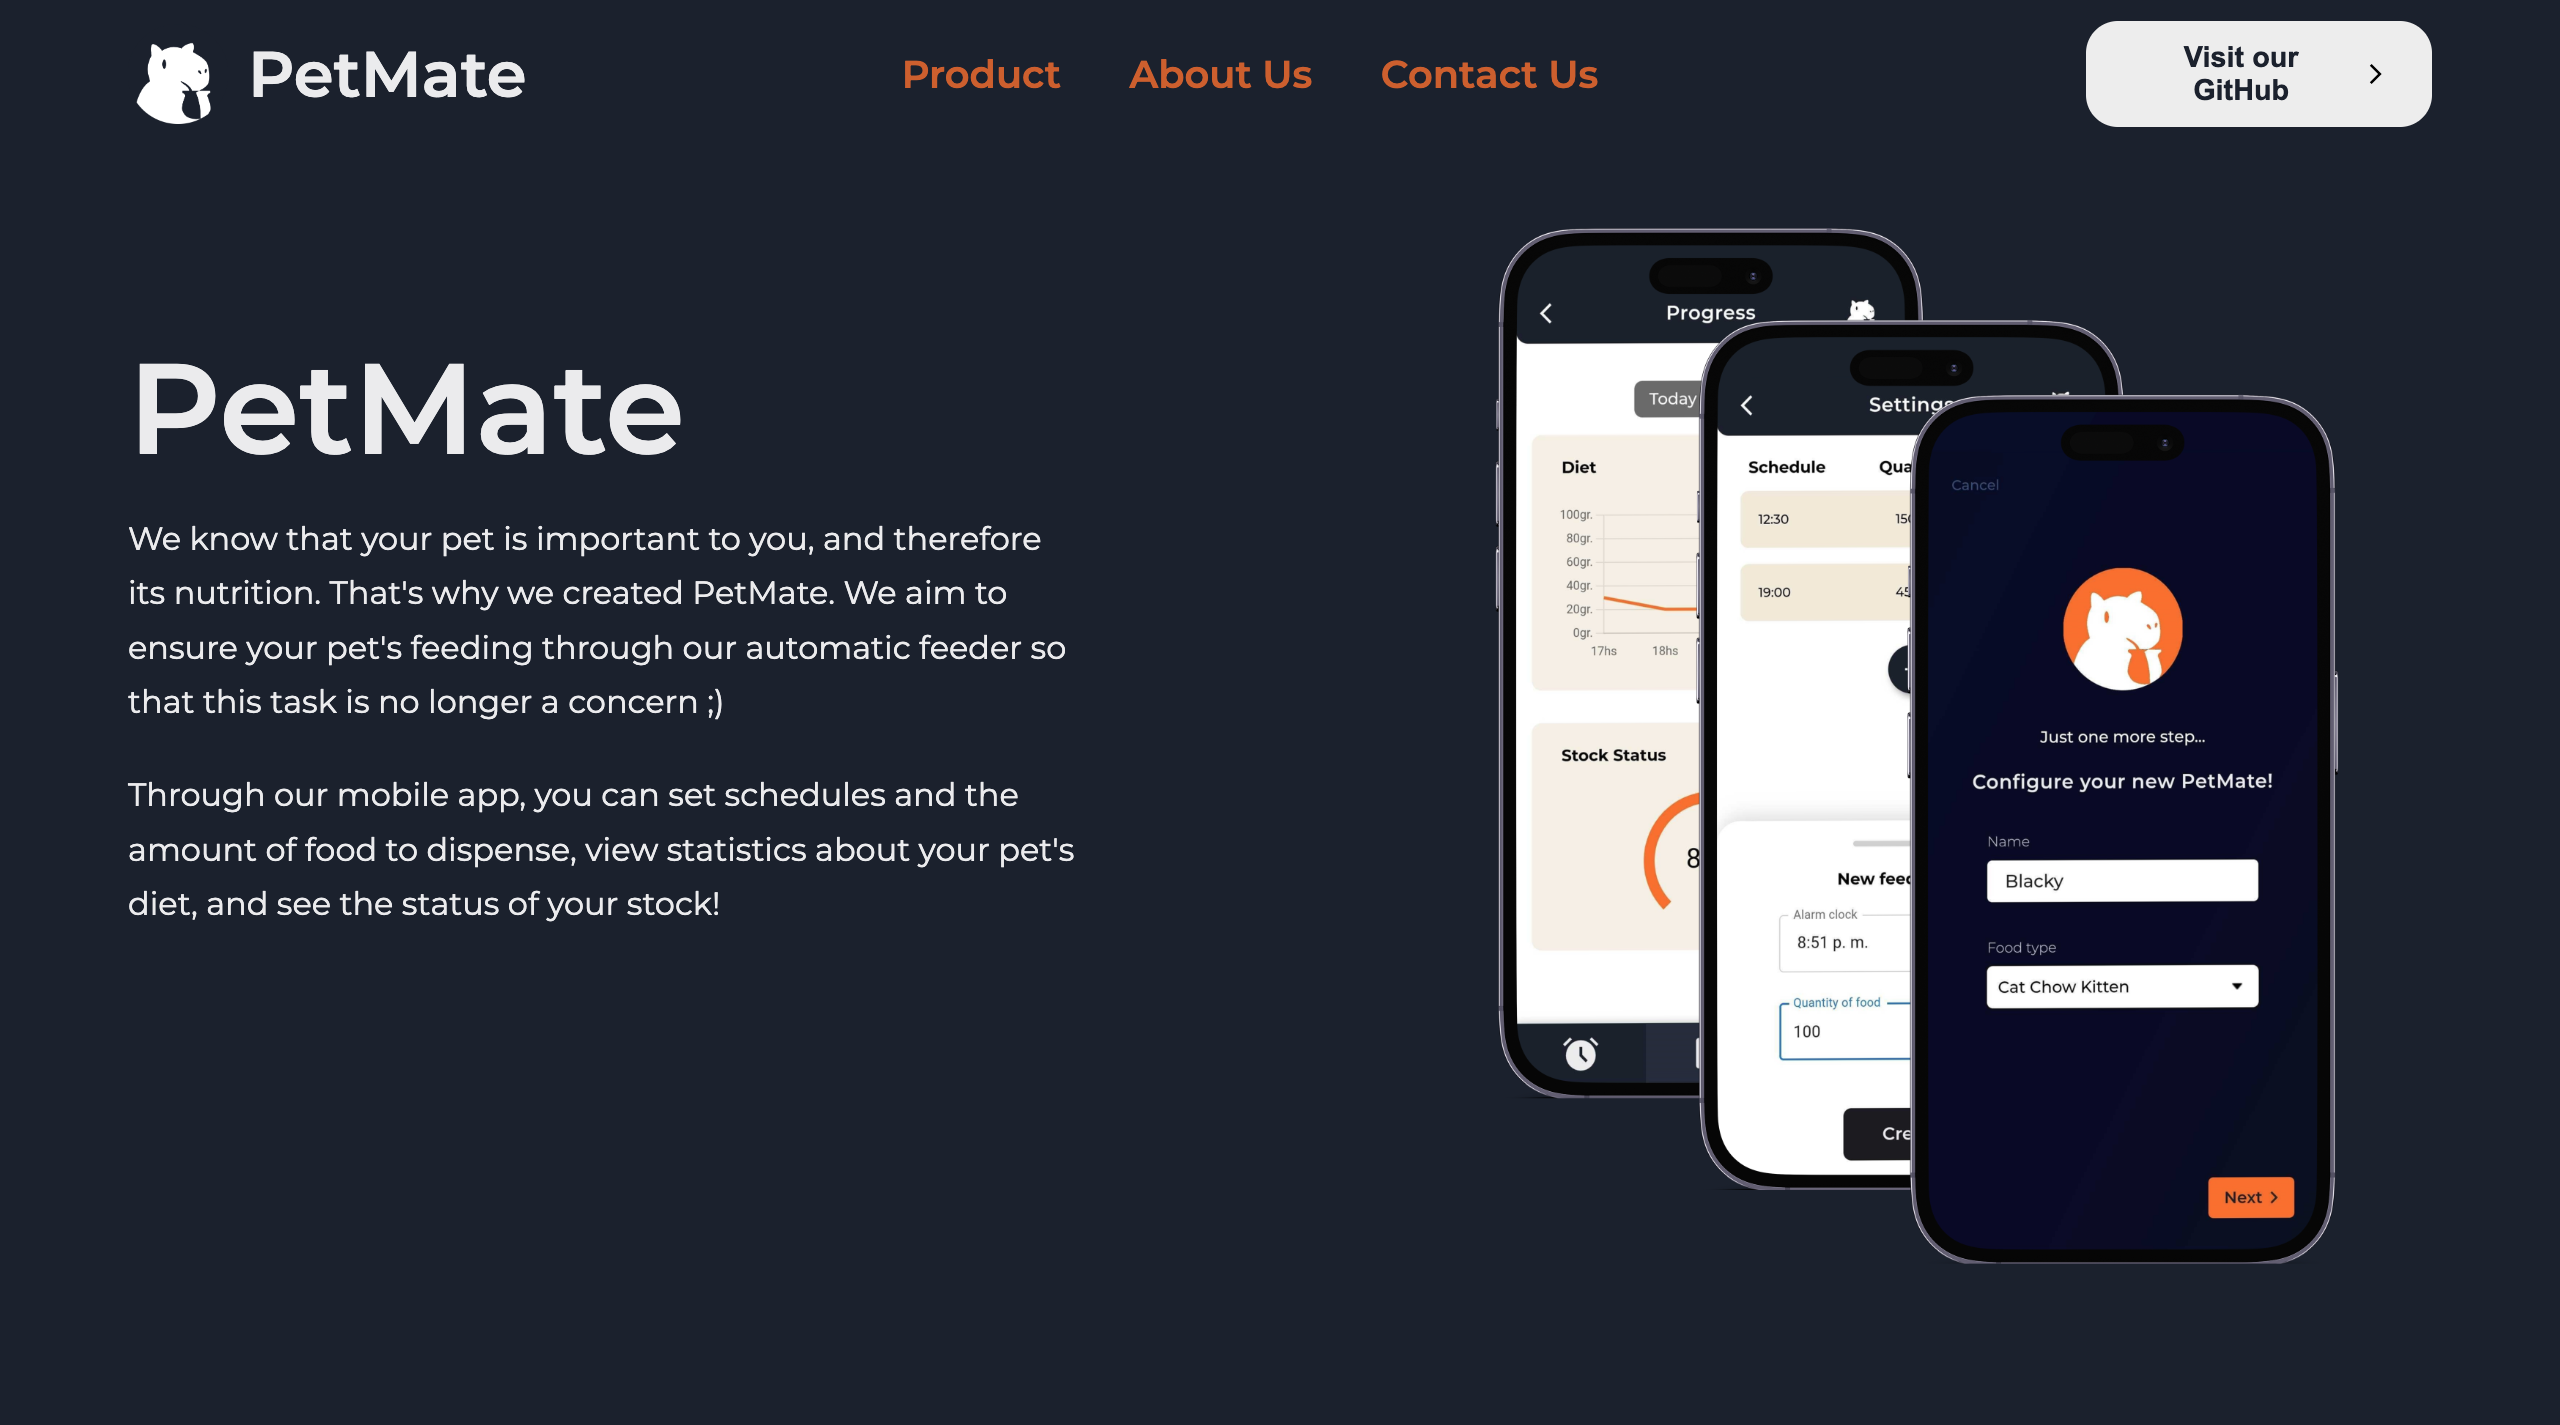 PetMate
Product
About Us
Contact Us
Visit our
GitHub
PetMate
We know that your pet is important to you, and therefore
its nutrition. That's why we created PetMate. We aim to
ensure your pet's feeding through our automatic feeder so
that this task is no longer a concern ;)
Through our mobile app, you can set schedules and the
amount of food to dispense, view statistics about your pet's
diet, and see the status of your stock!
Progress
Today
Diet
100gr.
80gr.
60gr.
40gr.
20gr.
0gr.
17hs
18hs
Stock Status
Settings
Schedule
12:30
19:00
New
Alarm clock
8:51 p. m.
Quantity of food
100
Cancel
Just one more step...
Configure your new PetMate!
Name
Blacky
Food type
Cat Chow Kitten
Next